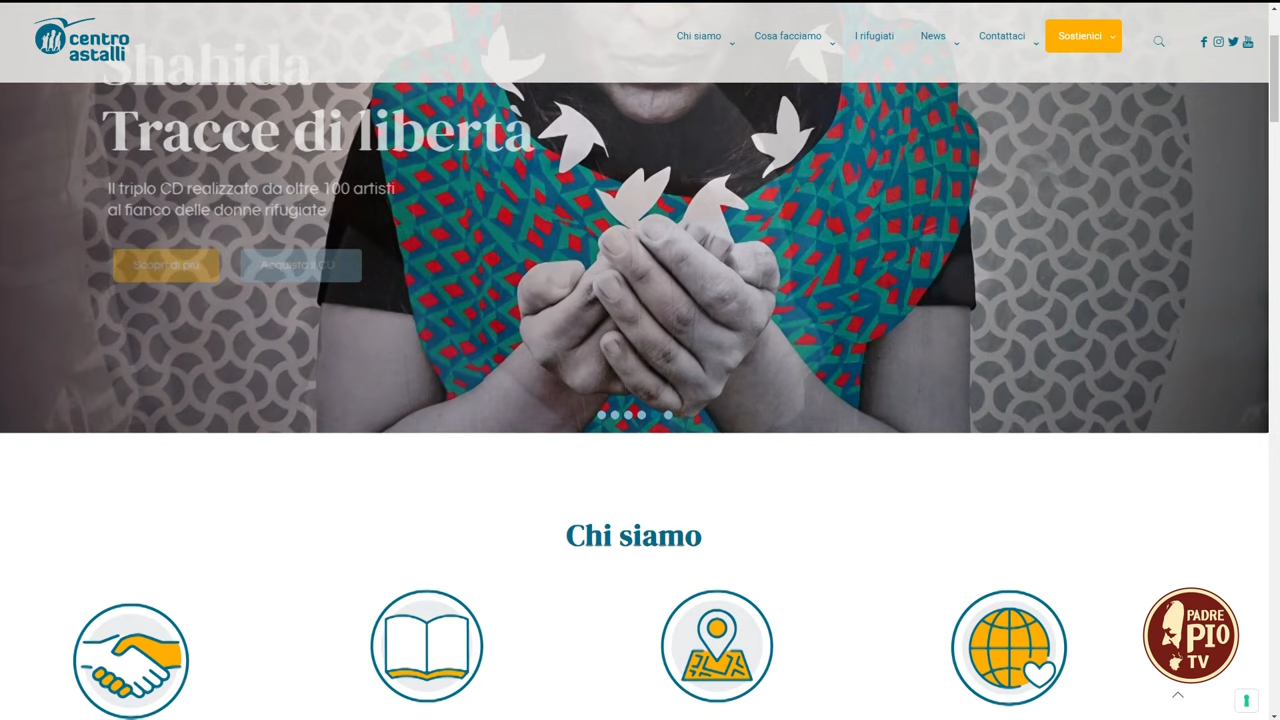 centro
astalli
Chi siamo
Cosa facciamo
I rifugiati
News
Contattaci
Sostienici
Shahida
Tracce di libertà
Il triplo CD realizzato da oltre 100 artisti
al fianco delle donne rifugiate
Scopri di più
Acquista il CD
Chi siamo
PADRE
PIO
TV